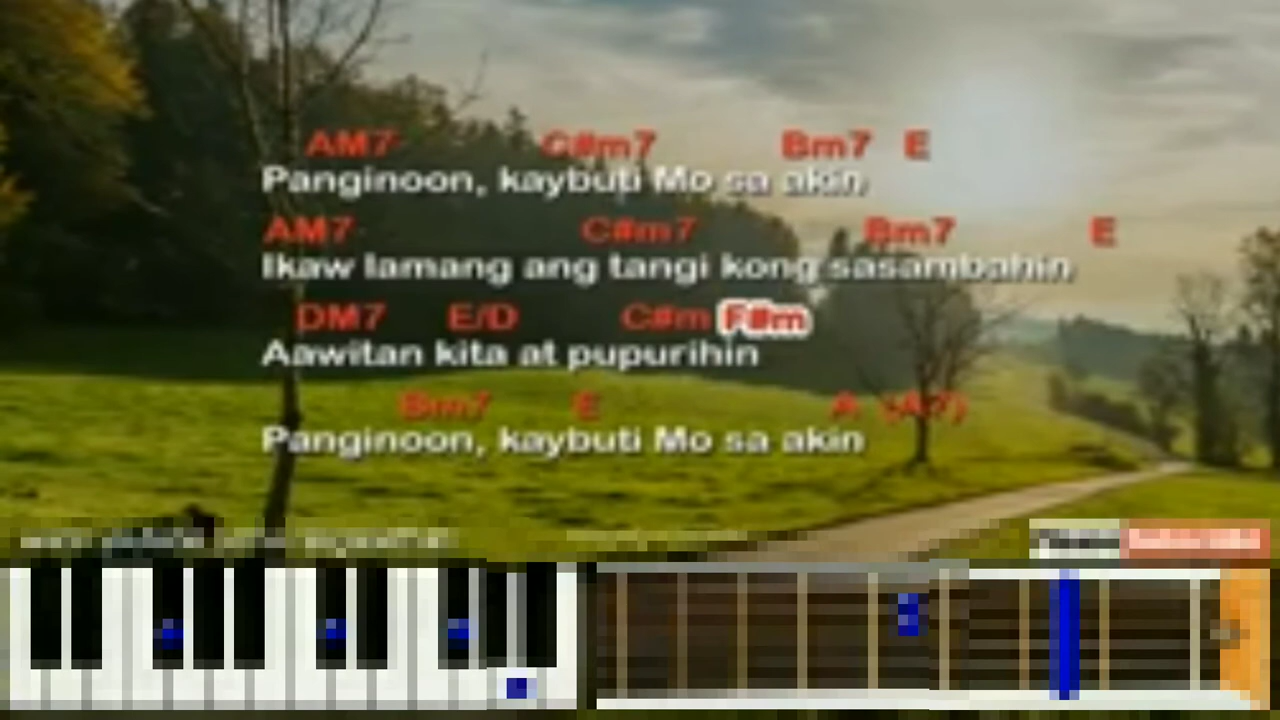 AM7 C#m7 Bm7 E
Panginoon, kaybuti Mo sa akin
AM7 C#m7 Bm7 E
Ikaw lamang ang tangi kong sasambahin
DM7 E/D C#m F#m
Aawitan kita at pupurihin
Bm7 E A (A7)
Panginoon, kaybuti Mo sa akin